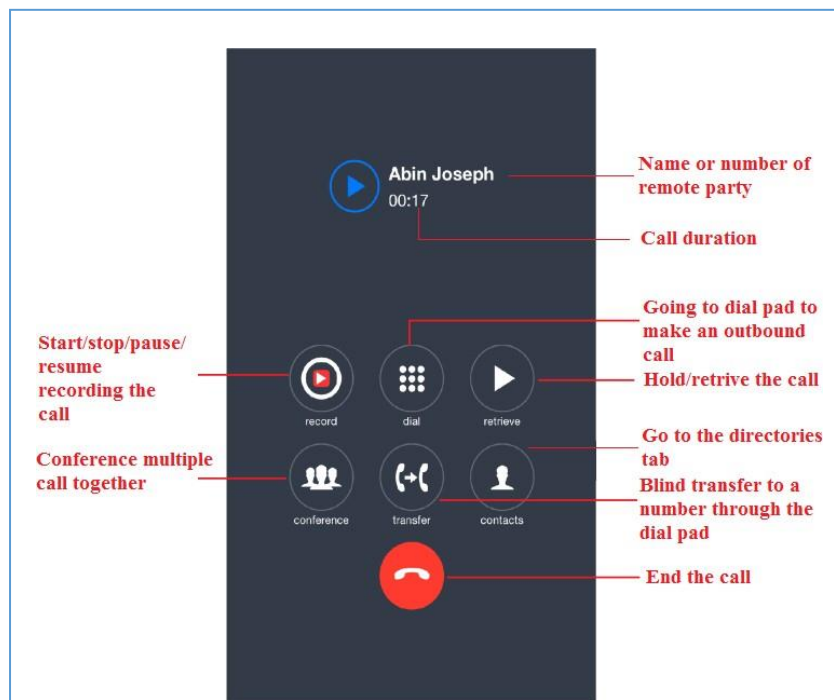 Abin Joseph
00:17
Name or number of
remote party
Call duration
Going to dial pad to
make an outbound
call
Start/stop/pause/
resume
recording the
call
Hold/retrive the call
record
dial
retrieve
Go to the directories
tab
Conference multiple
call together
Blind transfer to a
number through the
dial pad
conference
transfer
contacts
End the call